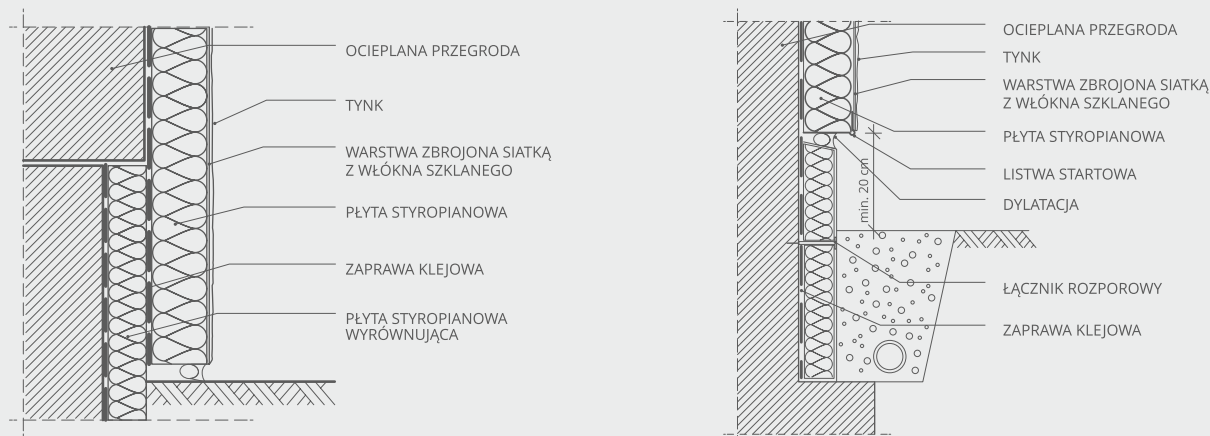 OCIEPLANA PRZEGRODA
TYNK
WARSTWA ZBROJONA SIATKĄ
Z WŁÓKNA SZKLANEGO
PŁYTA STYROPIANOWA
ZAPRAWA KLEJOWA
PŁYTA STYROPIANOWA
WYRÓWNUJĄCA
OCIEPLANA PRZEGRODA
TYNK
WARSTWA ZBROJONA SIATKĄ
Z WŁÓKNA SZKLANEGO
PŁYTA STYROPIANOWA
LISTWA STARTOWA
DYLATACJA
min. 20 cm
ŁĄCZNIK ROZPOROWY
ZAPRAWA KLEJOWA